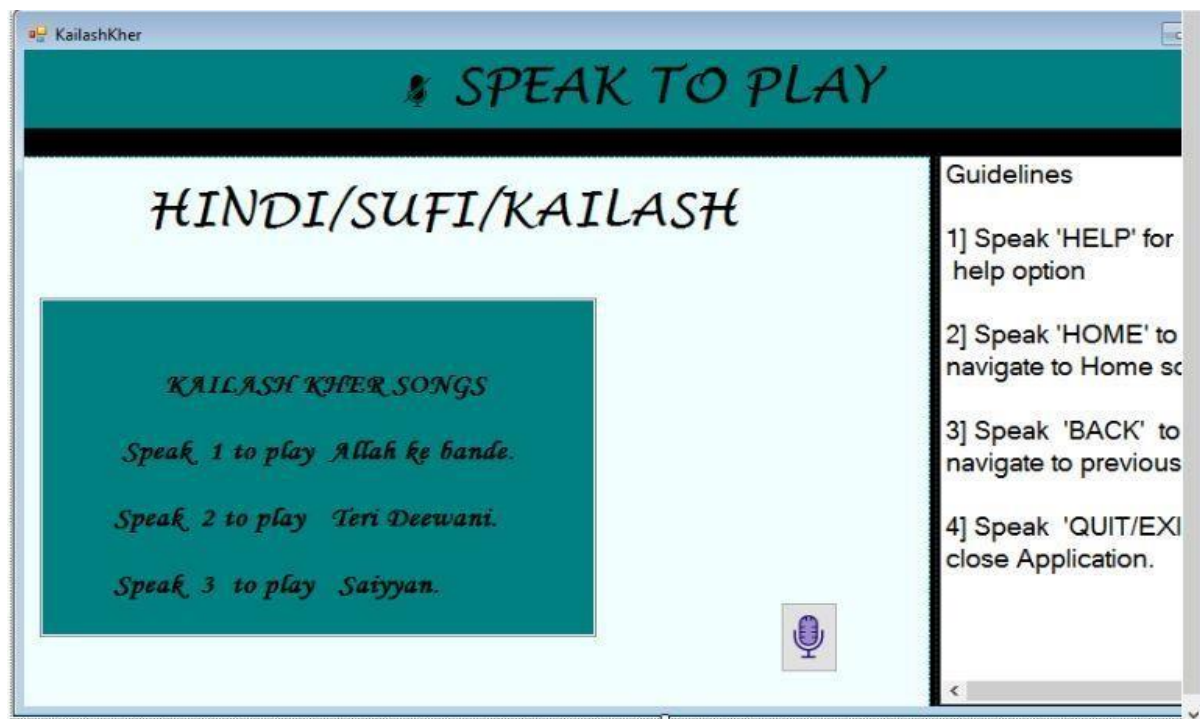 KailashKher
SPEAK TO PLAY
HINDI/SUFI/KAILASH
KAILASH KHER SONGS
Speak 1 to play Allah ke bande.
Speak 2 to play Teri Deewani.
Speak 3 to play Saiyyan.
Guidelines
1] Speak 'HELP' for
help option
2] Speak 'HOME' to
navigate to Home
3] Speak 'BACK' to
navigate to previous
4] Speak 'QUIT/
close Application.